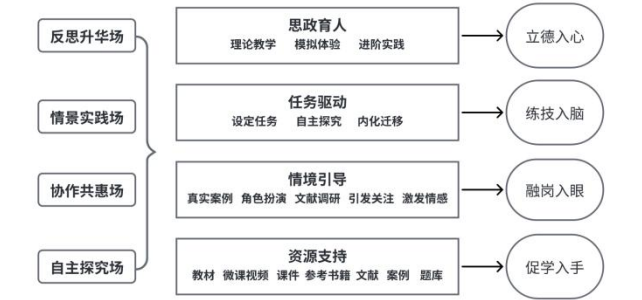 反思升华场
情景实践场
协作共惠场
自主探究场
思政育人
理论教学 模拟体验 进阶实践
任务驱动
设定任务 自主探究 内化迁移
情境引导
真实案例 角色扮演 文献调研 引发关注 激发情感
资源支持
教材 微课视频 课件 参考书籍 文献 案例 题库
立德入心
练技入脑
融岗入眼
促学入手